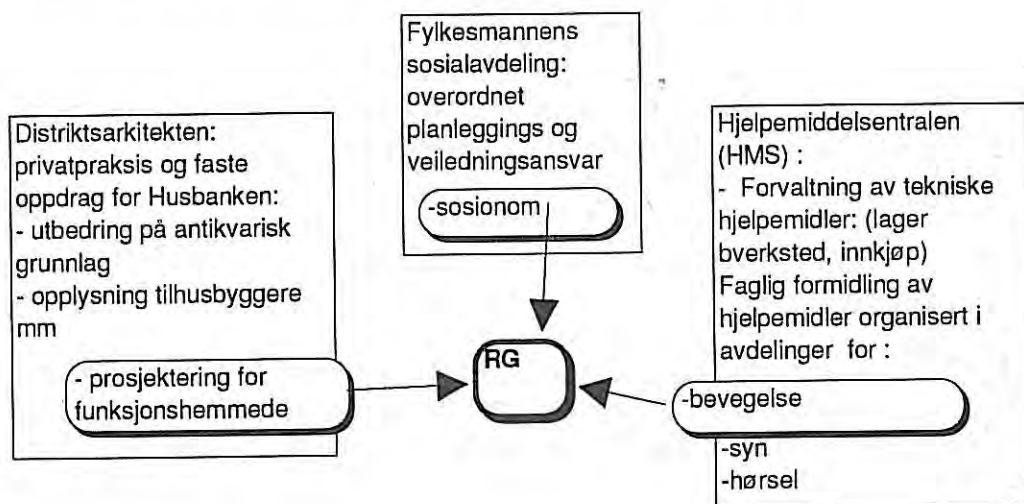 Fylkesmannens
sosialavdeling:
overordnet
planleggings og
veiledningsansvar
-sosionom
Distriktsarkitekten:
privatpraksis og faste
oppdrag for Husbanken:
- utbedring på antikvarisk
grunnlag
- opplysning tilhusbyggere
mm
- prosjektering for
funksjonshemmede
RG
Hjelpemiddelsentralen
(HMS) :
- Forvaltning av tekniske
hjelpemidler: (lager
bverksted, innkjøp)
Faglig formidling av
hjelpemidler organisert i
avdelinger for :
-bevegelse
-syn
-hørsel